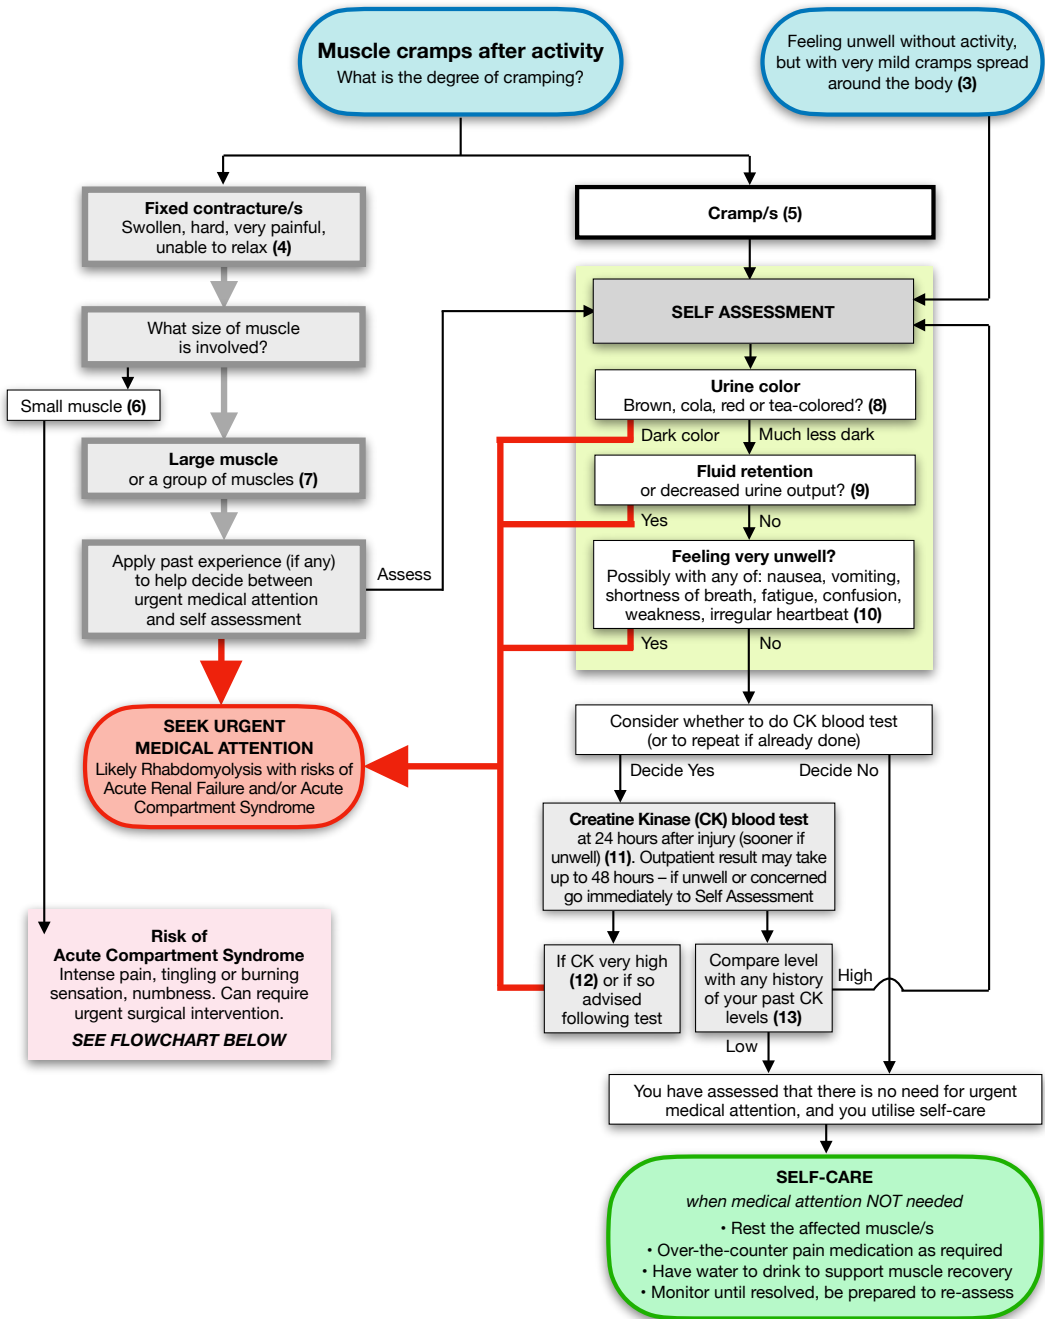 Muscle cramps after activity
What is the degree of cramping?
Feeling unwell without activity,
but with very mild cramps spread
around the body (3)
Fixed contracture/s
Swollen, hard, very painful,
unable to relax (4)
Cramp/s (5)
What size of muscle
is involved?
Small muscle (6)
Large muscle
or a group of muscles (7)
Apply past experience (if any)
to help decide between
urgent medical attention
and self assessment
Assess
SELF ASSESSMENT
Urine color
Brown, cola, red or tea-colored? (8)
Dark color
Much less dark
Fluid retention
or decreased urine output? (9)
Yes
No
Feeling very unwell?
Possibly with any of: nausea, vomiting,
shortness of breath, fatigue, confusion,
weakness, irregular heartbeat (10)
Yes
No
SEEK URGENT
MEDICAL ATTENTION
Likely Rhabdomyolysis with risks of
Acute Renal Failure and/or Acute
Compartment Syndrome
Consider whether to do CK blood test
(or to repeat if already done)
Decide Yes
Decide No
Creatine Kinase (CK) blood test
at 24 hours after injury (sooner if
unwell) (11). Outpatient result may take
up to 48 hours – if unwell or concerned
go immediately to Self Assessment
If CK very high
(12) or if so
advised
following test
Compare level
with any history
of your past CK
levels (13)
High
Low
Risk of
Acute Compartment Syndrome
Intense pain, tingling or burning
sensation, numbness. Can require
urgent surgical intervention.
SEE FLOWCHART BELOW
You have assessed that there is no need for urgent
medical attention, and you utilise self-care
SELF-CARE
when medical attention NOT needed
• Rest the affected muscle/s
• Over-the-counter pain medication as required
• Have water to drink to support muscle recovery
• Monitor until resolved, be prepared to re-assess